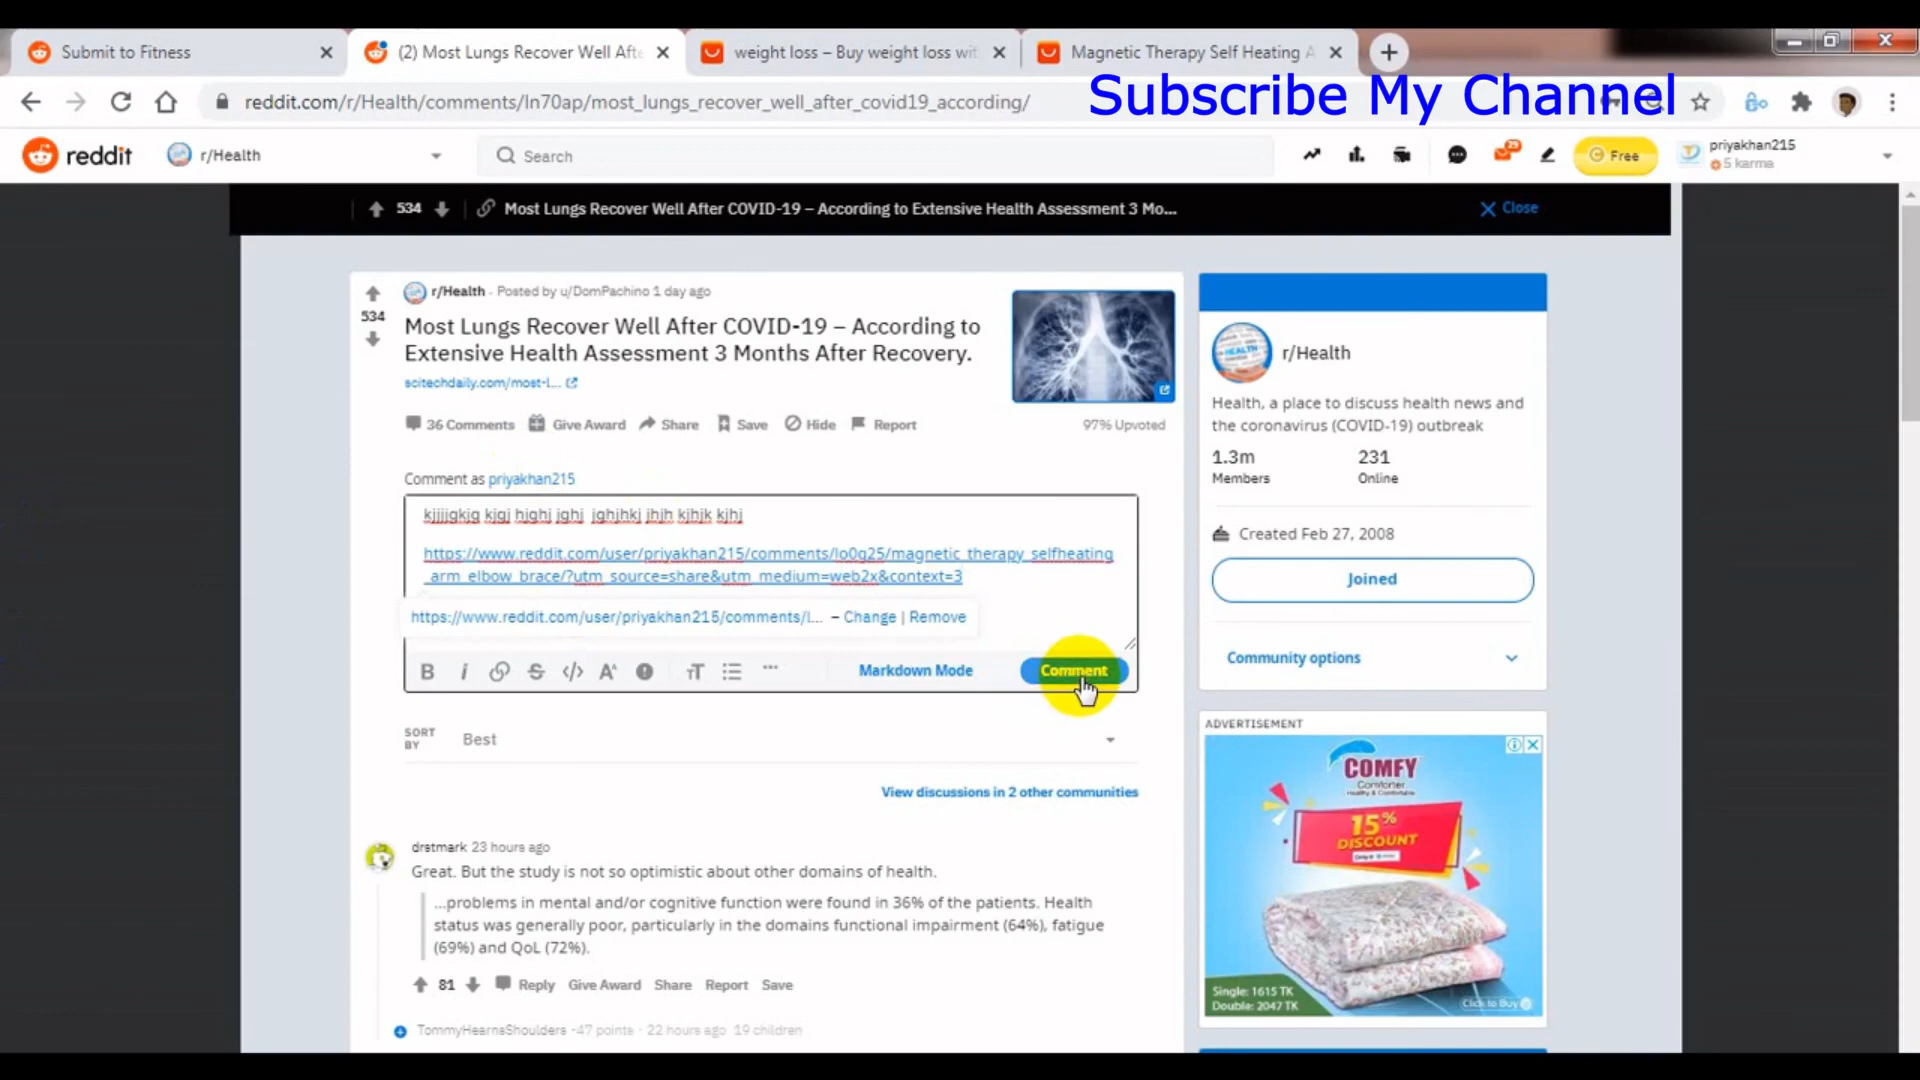 Submit to Fitness
(2) Most Lungs Recover Well Afte
weight loss – Buy weight loss wit
Magnetic Therapy Self Heating A
Subscribe My Channel
reddit.com/r/Health/comments/ln70ap/most_lungs_recover_well_after_covid19_according/
reddit
r/Health
Search
29
Free
priyakhan215
5 karma
534
Most Lungs Recover Well After COVID-19 – According to Extensive Health Assessment 3 Mo...
Close
r/Health · Posted by u/DomPachino 1 day ago
534
Most Lungs Recover Well After COVID-19 – According to
Extensive Health Assessment 3 Months After Recovery.
scitechdaily.com/most-l...
36 Comments Give Award Share Save Hide Report 97% Upvoted
Comment as priyakhan215
kjjjjgkjg kjgj hjghj jghj jghjhkj jhjh kjhjk kjhj
https://www.reddit.com/user/priyakhan215/comments/lo0q25/magnetic_therapy_selfheating
_arm_elbow_brace/?utm_source=share&utm_medium=web2x&context=3
https://www.reddit.com/user/priyakhan215/comments/l... – Change | Remove
B i S </> A^ T T ...
Markdown Mode
Comment
SORT
BY
Best
View discussions in 2 other communities
drstmark 23 hours ago
Great. But the study is not so optimistic about other domains of health.
...problems in mental and/or cognitive function were found in 36% of the patients. Health
status was generally poor, particularly in the domains functional impairment (64%), fatigue
(69%) and QoL (72%).
81 Reply Give Award Share Report Save
TommyHearnsShoulders -47 points · 22 hours ago 19 children
HEALTH
r/Health
Health, a place to discuss health news and
the coronavirus (COVID-19) outbreak
1.3m 231
Members Online
Created Feb 27, 2008
Joined
Community options
ADVERTISEMENT
COMFY
Comforter
Healthy & Comfortable
15%
DISCOUNT
Single: 1615 TK
Double: 2047 TK
Click to Buy